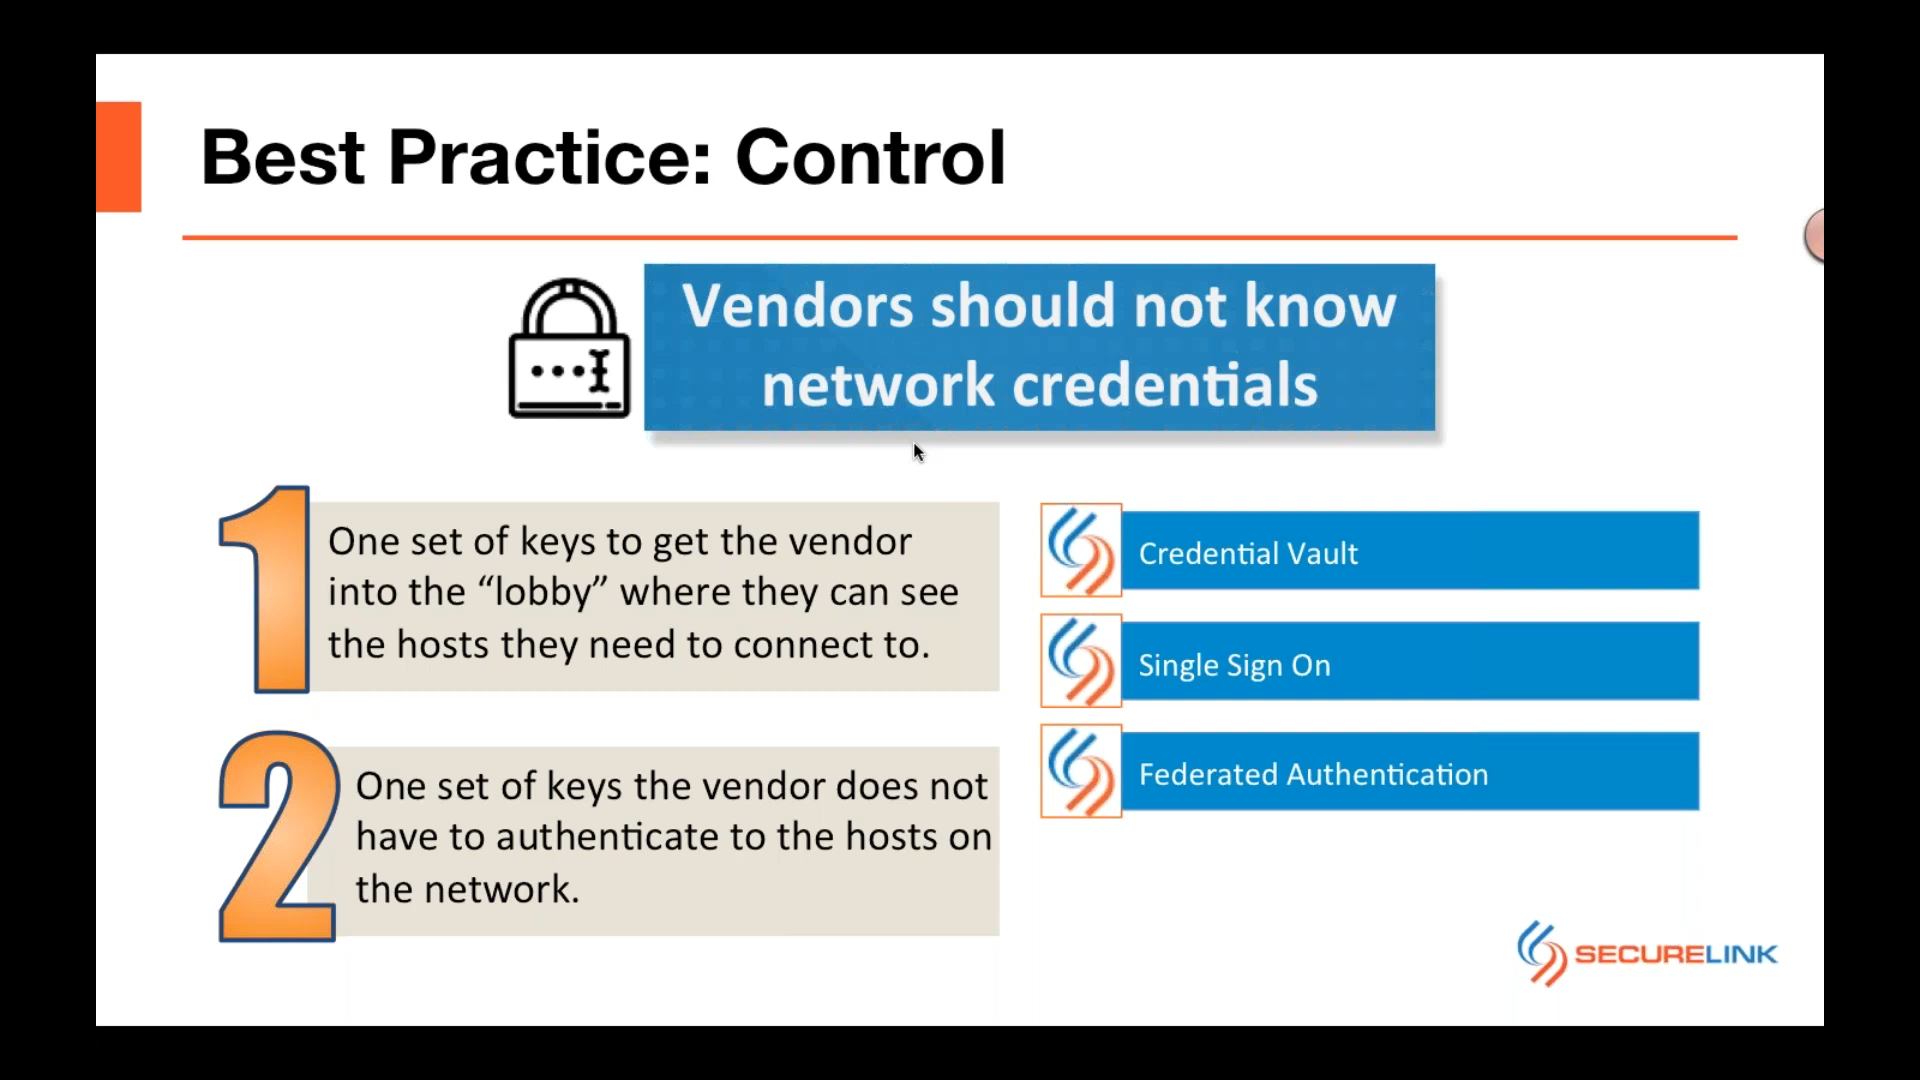 Best Practice: Control
Vendors should not know
network credentials
1
One set of keys to get the vendor
into the “lobby” where they can see
the hosts they need to connect to.
2
One set of keys the vendor does not
have to authenticate to the hosts on
the network.
Credential Vault
Single Sign On
Federated Authentication
SECURELINK